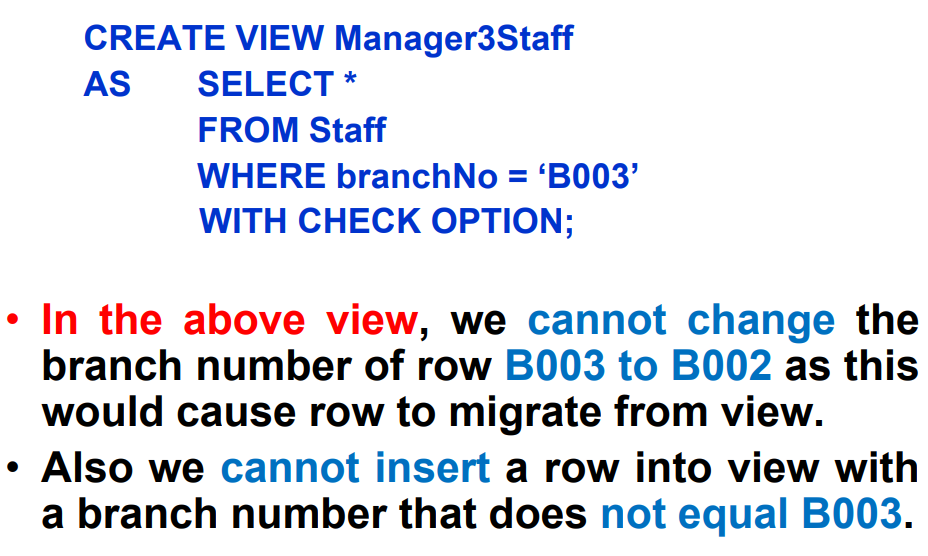 CREATE VIEW Manager3Staff
AS SELECT *
FROM Staff
WHERE branchNo = ‘B003’
WITH CHECK OPTION;
• In the above view, we cannot change the
branch number of row B003 to B002 as this
would cause row to migrate from view.
• Also we cannot insert a row into view with
a branch number that does not equal B003.